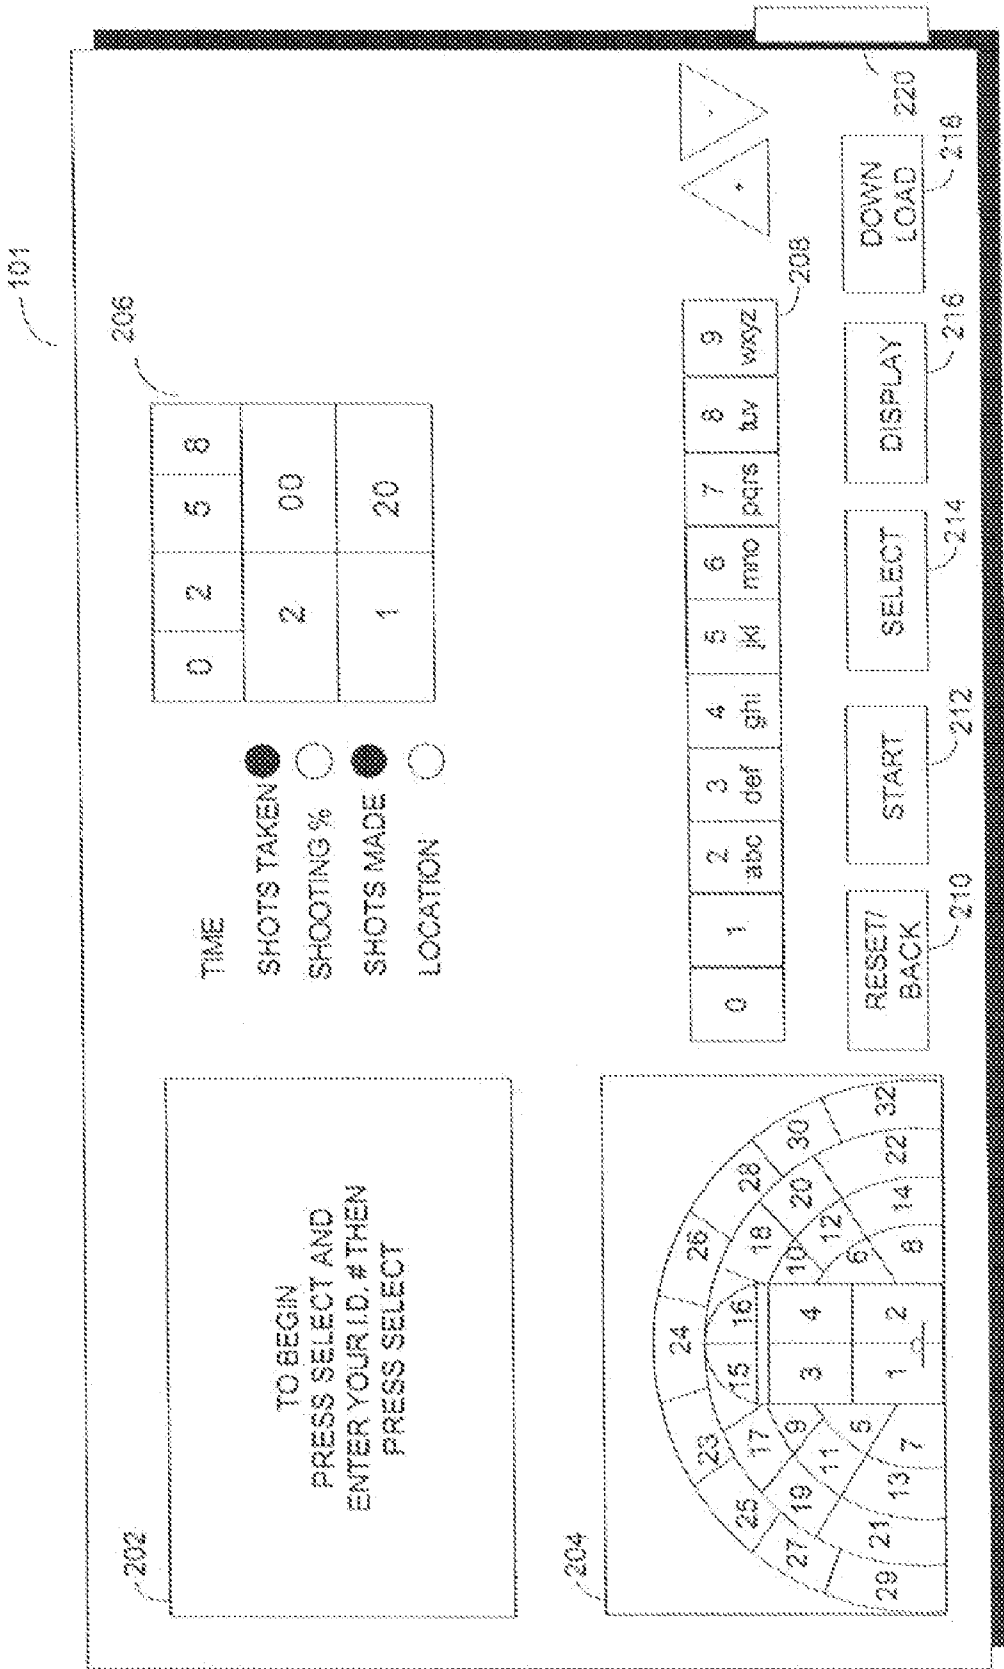 101
202
TO BEGIN
PRESS SELECT AND
ENTER YOUR I.D. # THEN
PRESS SELECT
TIME
SHOTS TAKEN
SHOOTING %
SHOTS MADE
LOCATION
206
0 2 5 8
2 00
1 20
204
24
23 26
25 28
15 16
17 18
27 30
19 20
9 10
3 4
11 12
5 6
29 21 13 7 1 2 8 14 22 32
0 1 2 3 4 5 6 7 8 9
abc def ghi jkl mno pqrs tuv wxyz
208
+ -
RESET/
BACK
210
START
212
SELECT
214
DISPLAY
216
DOWN
LOAD
218
220